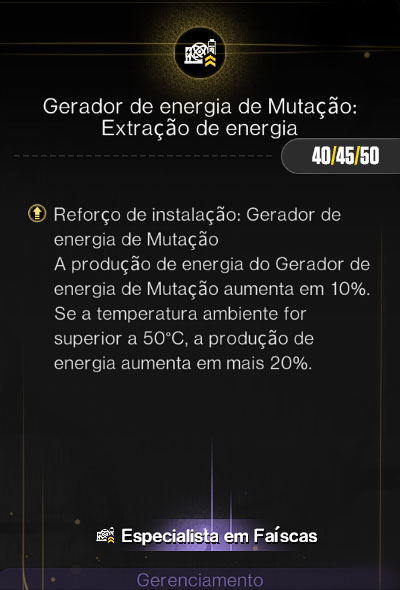 Gerador de energia de Mutação:
Extração de energia
40/45/50
Reforço de instalação: Gerador de
energia de Mutação
A produção de energia do Gerador de
energia de Mutação aumenta em 10%.
Se a temperatura ambiente for
superior a 50°C, a produção de
energia aumenta em mais 20%.
Especialista em Faíscas
Gerenciamento